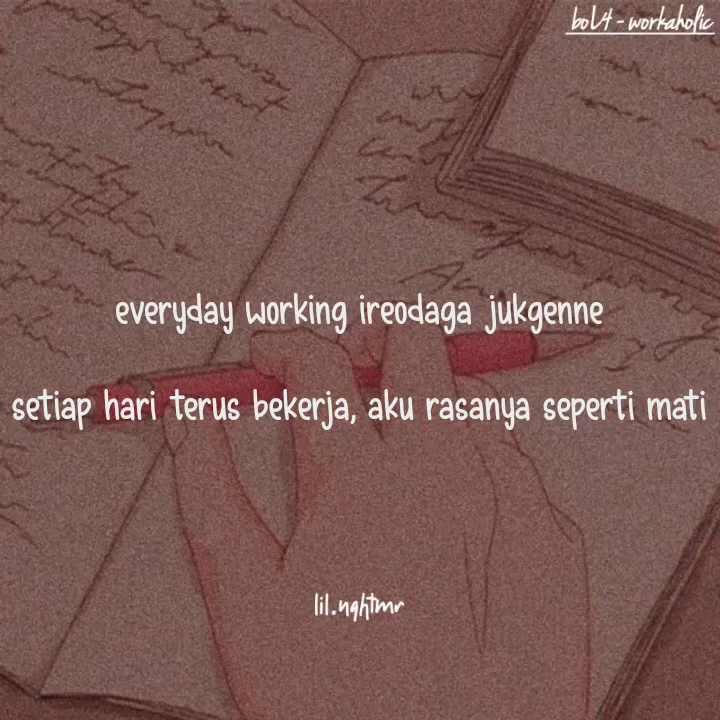 bol4 - workaholic
everyday working ireodaga jukgenne
setiap hari terus bekerja, aku rasanya seperti mati
lil.nghtmr